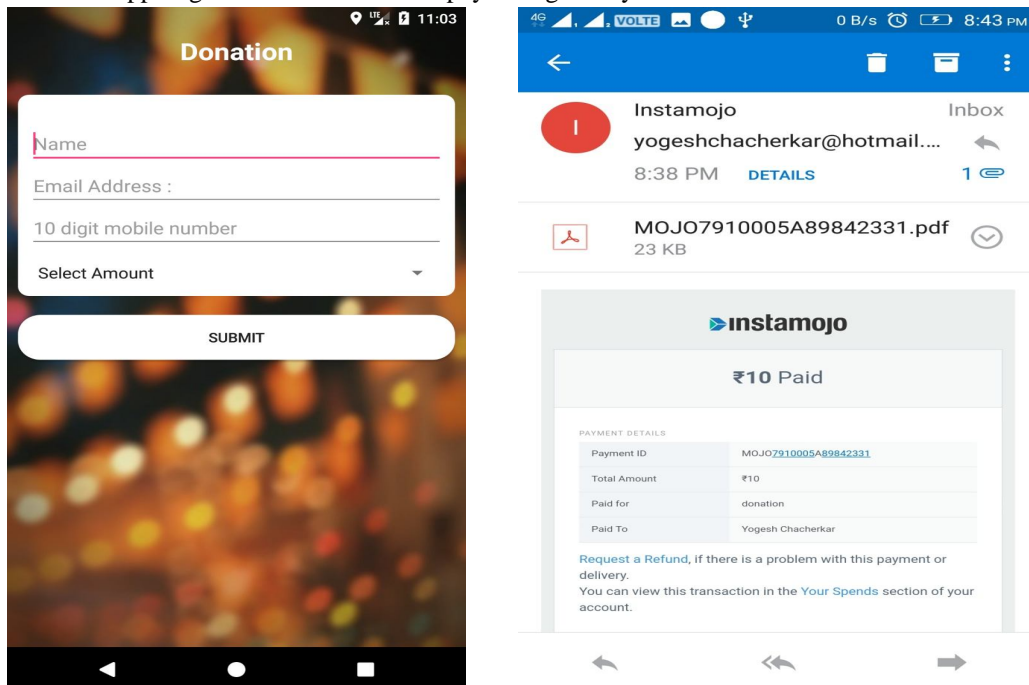 LTE 11:03
Donation
Name
Email Address :
10 digit mobile number
Select Amount
SUBMIT
4G 1 2 VOLTE 0 B/s 8:43 PM
I
Instamojo Inbox
yogeshchacherkar@hotmail....
8:38 PM DETAILS 1
MOJO7910005A89842331.pdf
23 KB
instamojo
₹10 Paid
PAYMENT DETAILS
Payment ID MOJO7910005A89842331
Total Amount ₹10
Paid for donation
Paid To Yogesh Chacherkar
Request a Refund, if there is a problem with this payment or
delivery.
You can view this transaction in the Your Spends section of your
account.